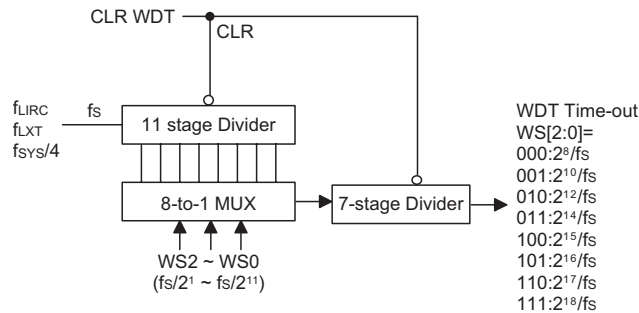 CLR WDT
CLR
fLIRC
fLXT
fSYS/4
fS
11 stage Divider
8-to-1 MUX
7-stage Divider
WS2 ~ WS0
(fS/2¹ ~ fS/2¹¹)
WDT Time-out
WS[2:0]=
000:2⁸/fS
001:2¹⁰/fS
010:2¹²/fS
011:2¹⁴/fS
100:2¹⁵/fS
101:2¹⁶/fS
110:2¹⁷/fS
111:2¹⁸/fS